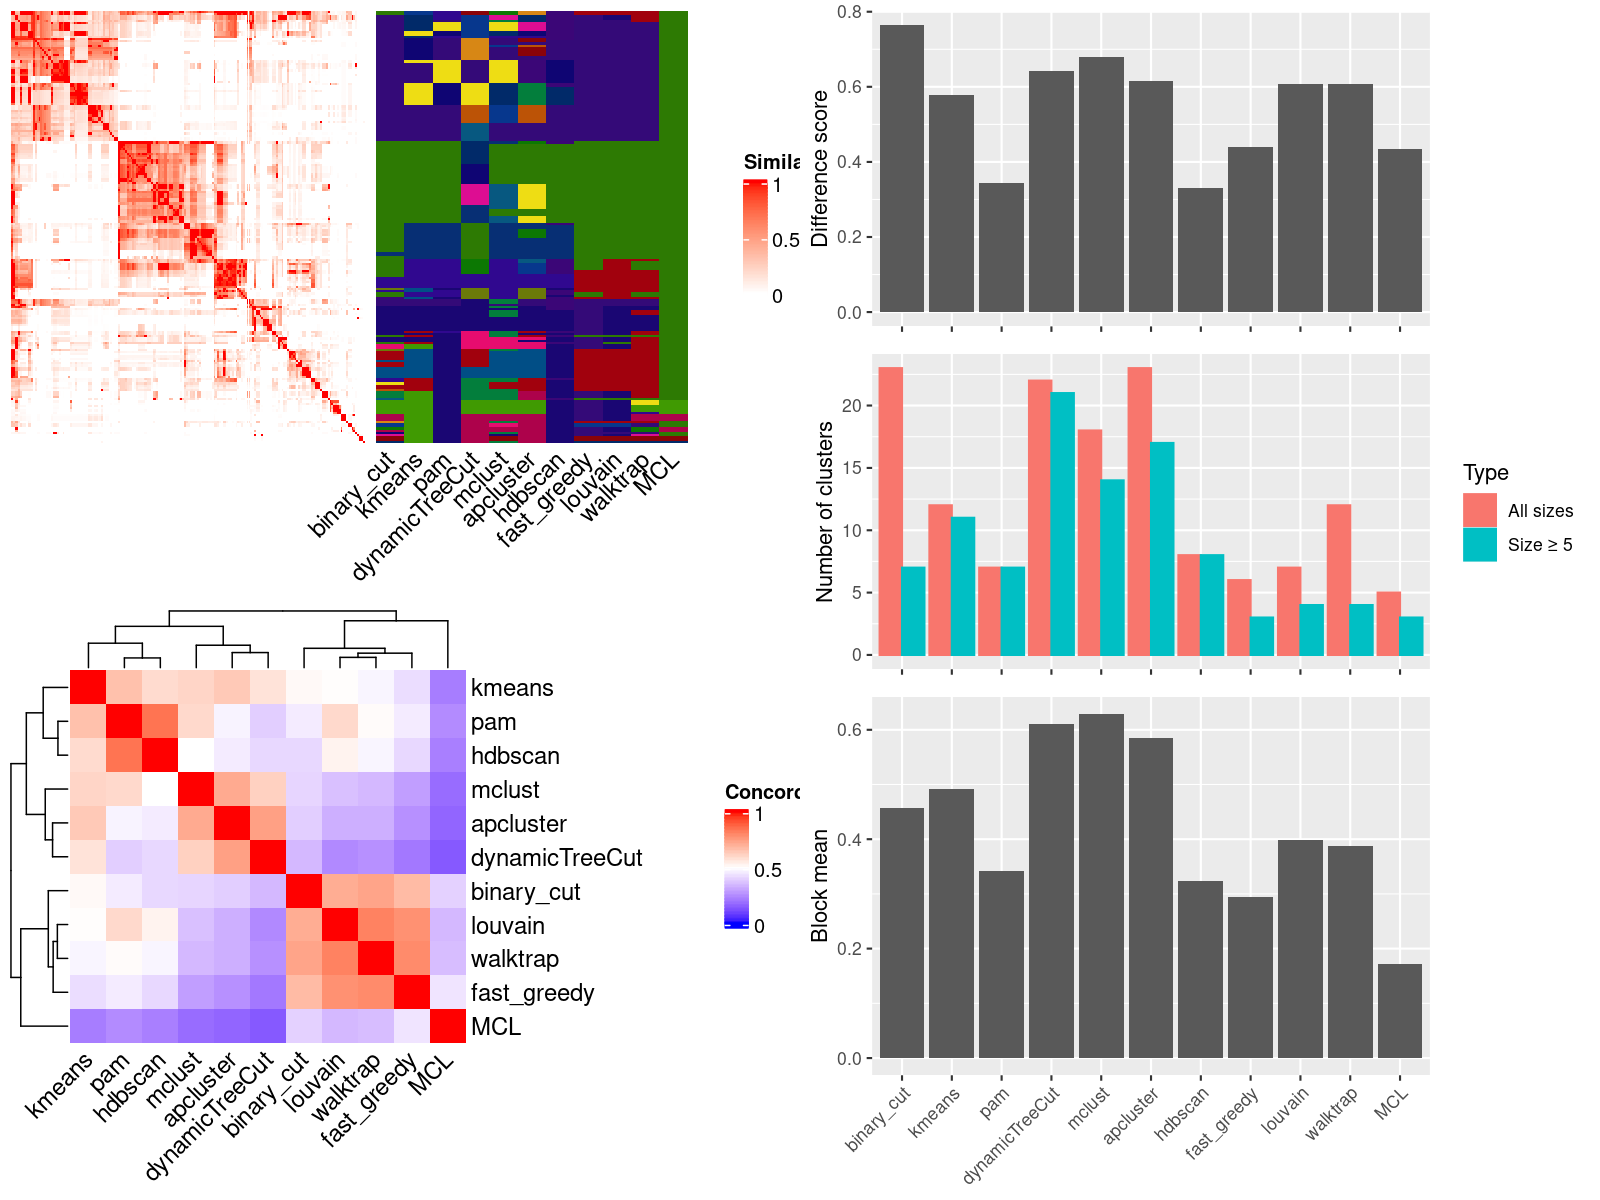 Simila
1
0.5
0
binary_cut
kmeans
pam
dynamicTreeCut
mclust
apcluster
hdbscan
fast_greedy
louvain
walktrap
MCL
kmeans
pam
hdbscan
mclust
apcluster
dynamicTreeCut
binary_cut
louvain
walktrap
fast_greedy
MCL
Concord
1
0.5
0
kmeans
pam
hdbscan
mclust
apcluster
dynamicTreeCut
binary_cut
louvain
walktrap
fast_greedy
MCL
Difference score
0.8
0.6
0.4
0.2
0.0
Number of clusters
20
15
10
5
0
Type
All sizes
Size ≥ 5
Block mean
0.6
0.4
0.2
0.0
binary_cut
kmeans
pam
dynamicTreeCut
mclust
apcluster
hdbscan
fast_greedy
louvain
walktrap
MCL